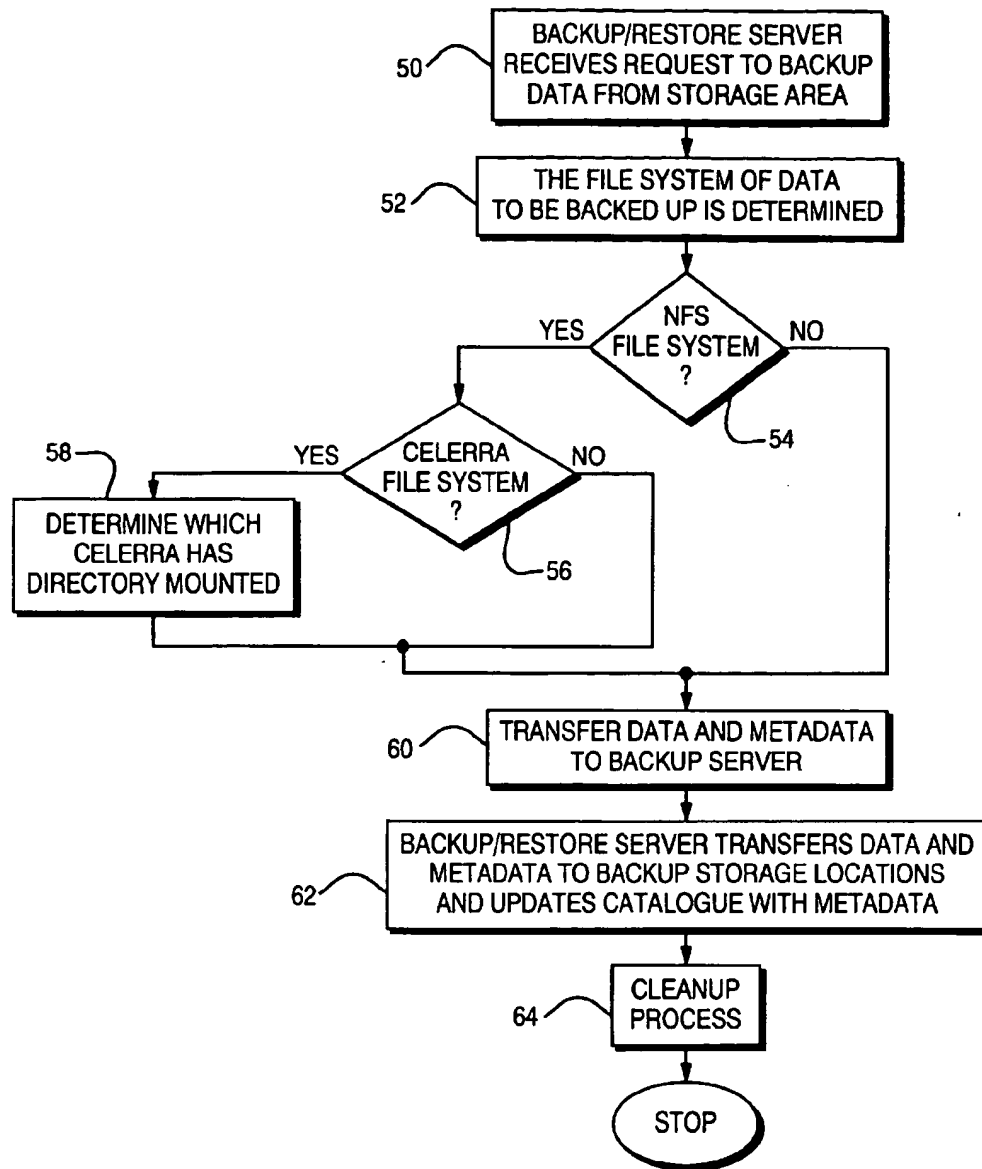 50
BACKUP/RESTORE SERVER
RECEIVES REQUEST TO BACKUP
DATA FROM STORAGE AREA
52
THE FILE SYSTEM OF DATA
TO BE BACKED UP IS DETERMINED
YES
NFS
FILE SYSTEM
?
NO
54
58
YES
CELERRA
FILE SYSTEM
?
NO
56
DETERMINE WHICH
CELERRA HAS
DIRECTORY MOUNTED
60
TRANSFER DATA AND METADATA
TO BACKUP SERVER
62
BACKUP/RESTORE SERVER TRANSFERS DATA AND
METADATA TO BACKUP STORAGE LOCATIONS
AND UPDATES CATALOGUE WITH METADATA
64
CLEANUP
PROCESS
STOP